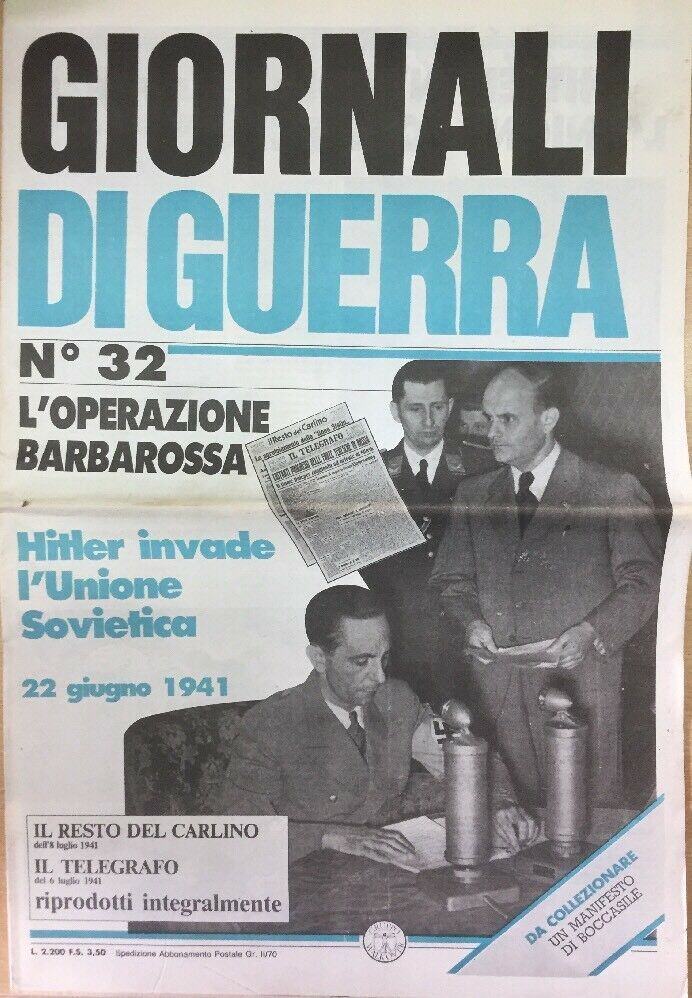 GIORNALI
DI GUERRA
N° 32
L'OPERAZIONE
BARBAROSSA
Il Resto del Carlino
IL TELEGRAFO
Hitler invade
l'Unione
Sovietica
22 giugno 1941
IL RESTO DEL CARLINO
dell'8 luglio 1941
IL TELEGRAFO
del 6 luglio 1941
riprodotti integralmente
DA COLLEZIONARE
UN MANIFESTO
DI BOCCASILE
L. 2.200 F.S. 3,50 Spedizione Abbonamento Postale Gr. II/70